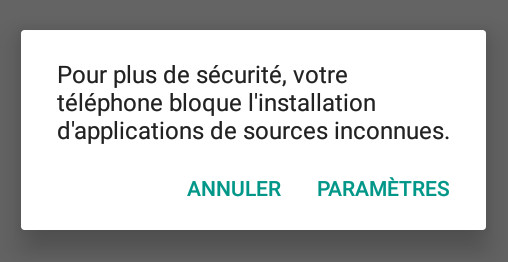 Pour plus de sécurité, votre
téléphone bloque l'installation
d'applications de sources inconnues.
ANNULER PARAMÈTRES